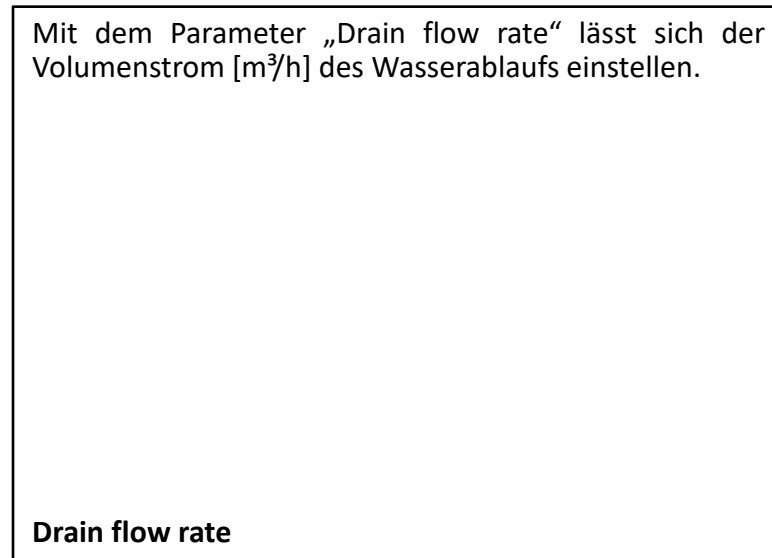 Mit dem Parameter „Drain flow rate“ lässt sich der
Volumenstrom [m³/h] des Wasserablaufs einstellen.
Drain flow rate